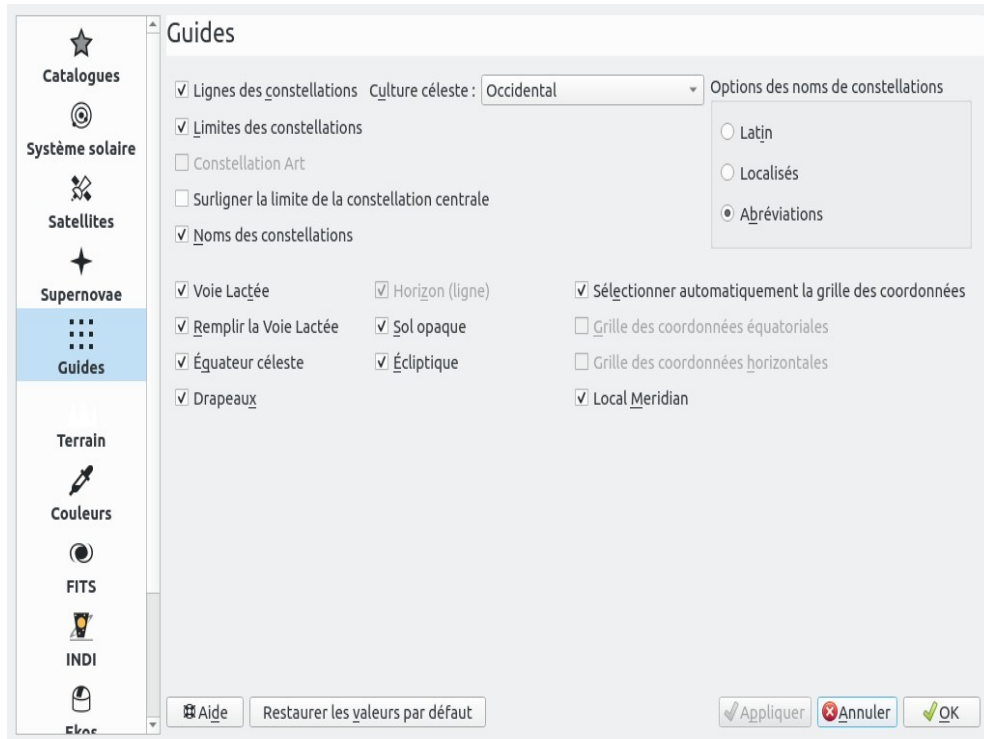 Catalogues
Système solaire
Satellites
Supernovae
Guides
Terrain
Couleurs
FITS
INDI
Ekos
Guides
Lignes des constellations Culture céleste : Occidental
Limites des constellations
Constellation Art
Surligner la limite de la constellation centrale
Noms des constellations
Options des noms de constellations
Latin
Localisés
Abréviations
Voie Lactée Horizon (ligne) Sélectionner automatiquement la grille des coordonnées
Remplir la Voie Lactée Sol opaque Grille des coordonnées équatoriales
Équateur céleste Écliptique Grille des coordonnées horizontales
Drapeaux Local Meridian
Aide Restaurer les valeurs par défaut Appliquer Annuler OK